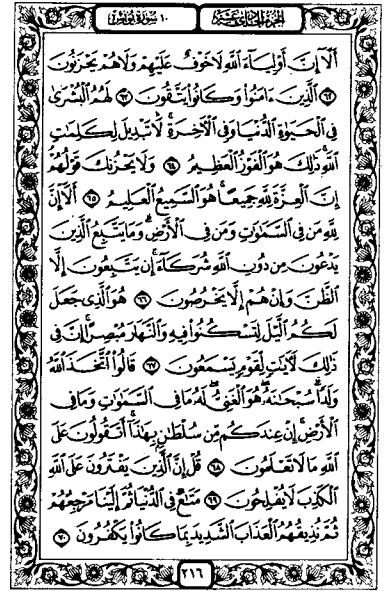 سورة يونس ١٠
الجزء الحادي عشر
أَلَآ إِنَّ أَوْلِيَآءَ ٱللَّهِ لَا خَوْفٌ عَلَيْهِمْ وَلَا هُمْ يَحْزَنُونَ
٦٢ ٱلَّذِينَ ءَامَنُوا۟ وَكَانُوا۟ يَتَّقُونَ ٦٣ لَهُمُ ٱلْبُشْرَىٰ
فِى ٱلْحَيَوٰةِ ٱلدُّنْيَا وَفِى ٱلْءَاخِرَةِ ۚ لَا تَبْدِيلَ لِكَلِمَٰتِ
ٱللَّهِ ۚ ذَٰلِكَ هُوَ ٱلْفَوْزُ ٱلْعَظِيمُ ٦٤ وَلَا يَحْزُنكَ قَوْلُهُمْ ۘ
إِنَّ ٱلْعِزَّةَ لِلَّهِ جَمِيعًا ۚ هُوَ ٱلسَّمِيعُ ٱلْعَلِيمُ ٦٥ أَلَآ إِنَّ
لِلَّهِ مَن فِى ٱلسَّمَٰوَٰتِ وَمَن فِى ٱلْأَرْضِ ۗ وَمَا يَتَّبِعُ ٱلَّذِينَ
يَدْعُونَ مِن دُونِ ٱللَّهِ شُرَكَآءَ ۚ إِن يَتَّبِعُونَ إِلَّا
ٱلظَّنَّ وَإِنْ هُمْ إِلَّا يَخْرُصُونَ ٦٦ هُوَ ٱلَّذِى جَعَلَ
لَكُمُ ٱلَّيْلَ لِتَسْكُنُوا۟ فِيهِ وَٱلنَّهَارَ مُبْصِرًا ۚ إِنَّ فِى
ذَٰلِكَ لَءَايَٰتٍ لِّقَوْمٍ يَسْمَعُونَ ٦٧ قَالُوا۟ ٱتَّخَذَ ٱللَّهُ
وَلَدًا ۗ سُبْحَٰنَهُۥ ۖ هُوَ ٱلْغَنِىُّ ۖ لَهُۥ مَا فِى ٱلسَّمَٰوَٰتِ وَمَا فِى
ٱلْأَرْضِ ۚ إِنْ عِندَكُم مِّن سُلْطَٰنٍۭ بِهَٰذَآ ۚ أَتَقُولُونَ عَلَى
ٱللَّهِ مَا لَا تَعْلَمُونَ ٦٨ قُلْ إِنَّ ٱلَّذِينَ يَفْتَرُونَ عَلَى ٱللَّهِ
ٱلْكَذِبَ لَا يُفْلِحُونَ ٦٩ مَتَٰعٌ فِى ٱلدُّنْيَا ثُمَّ إِلَيْنَا مَرْجِعُهُمْ
ثُمَّ نُذِيقُهُمُ ٱلْعَذَابَ ٱلشَّدِيدَ بِمَا كَانُوا۟ يَكْفُرُونَ ٧٠
٢١٦